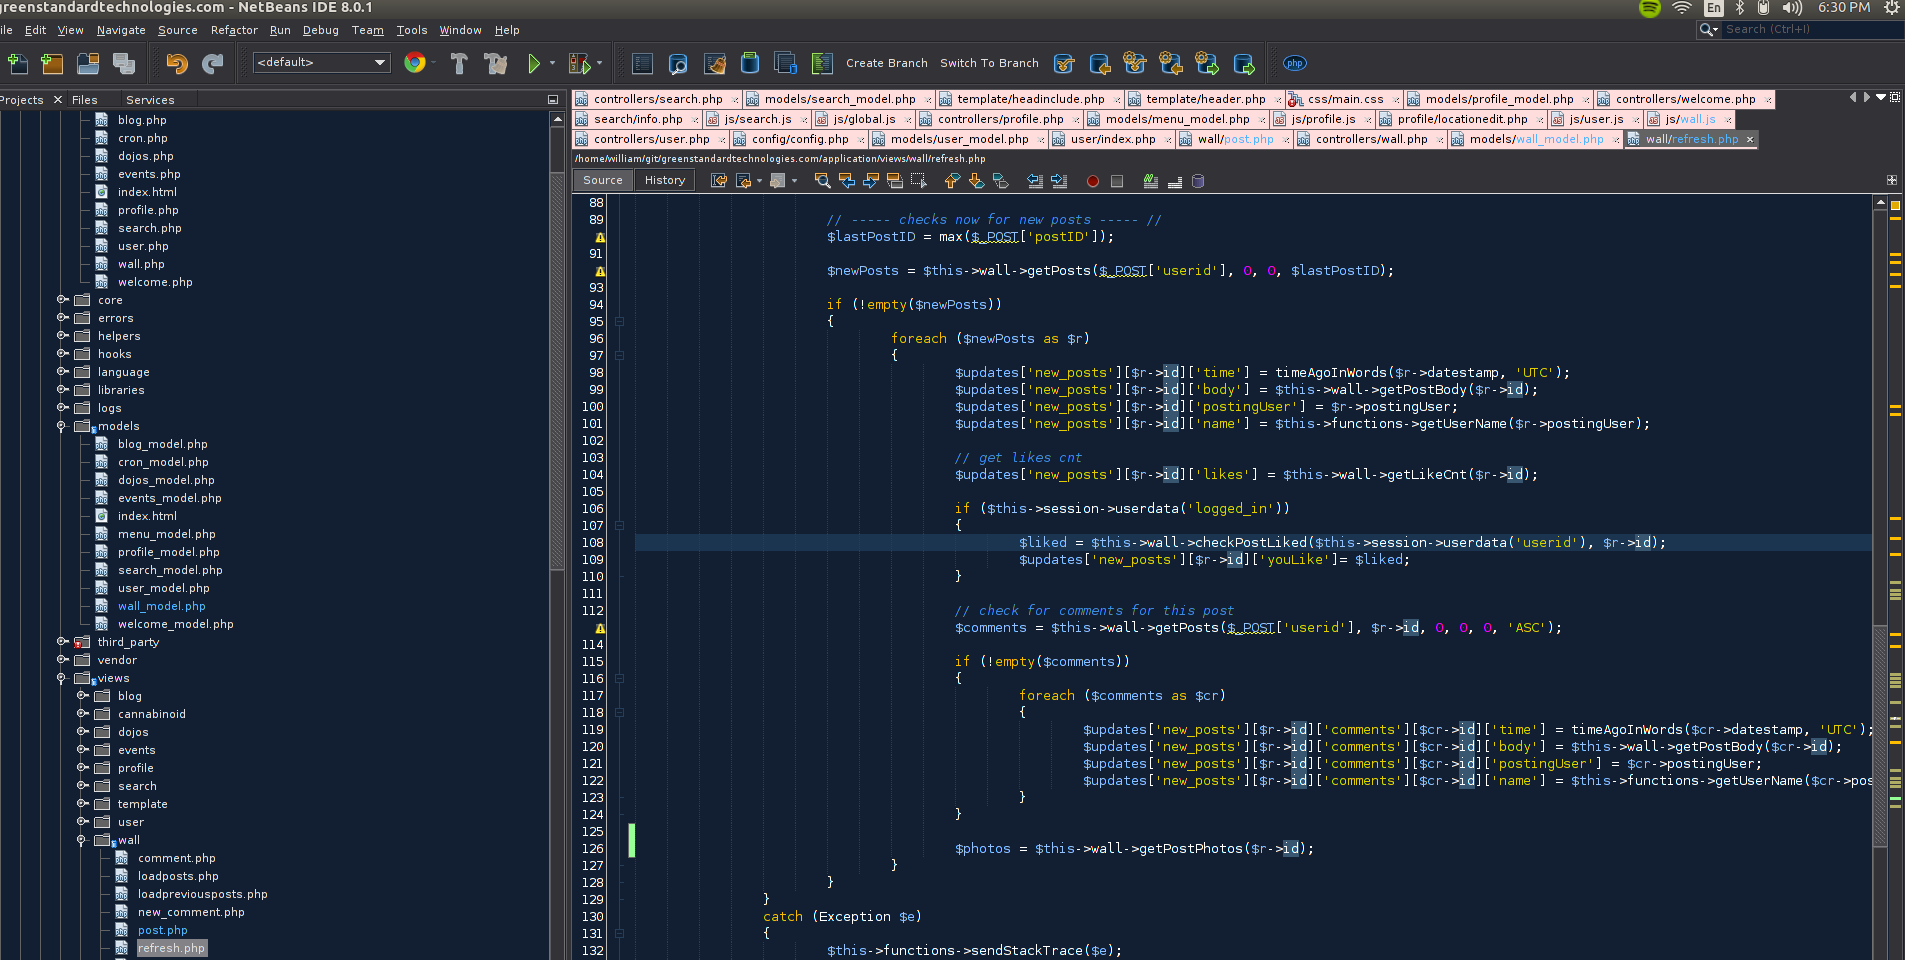 greenstandardtechnologies.com - NetBeans IDE 8.0.1
En
6:30 PM
ile Edit View Navigate Source Refactor Run Debug Team Tools Window Help
Search (Ctrl+I)
<default>
Create Branch Switch To Branch
php
Projects Files Services
blog.php
cron.php
dojos.php
events.php
index.html
profile.php
search.php
user.php
wall.php
welcome.php
core
errors
helpers
hooks
language
libraries
logs
models
blog_model.php
cron_model.php
dojos_model.php
events_model.php
index.html
menu_model.php
profile_model.php
search_model.php
user_model.php
wall_model.php
welcome_model.php
third_party
vendor
views
blog
cannabinoid
dojos
events
profile
search
template
user
wall
comment.php
loadposts.php
loadpreviousposts.php
new_comment.php
post.php
refresh.php
controllers/search.php models/search_model.php template/headinclude.php template/header.php css/main.css models/profile_model.php controllers/welcome.php
search/info.php js/search.js js/global.js controllers/profile.php models/menu_model.php js/profile.js profile/locationedit.php js/user.js js/wall.js
controllers/user.php config/config.php models/user_model.php user/index.php wall/post.php controllers/wall.php models/wall_model.php wall/refresh.php
/home/william/git/greenstandardtechnologies.com/application/views/wall/refresh.php
Source History
88
89 // ----- checks now for new posts ----- //
$lastPostID = max($_POST['postID']);
91
$newPosts = $this->wall->getPosts($_POST['userid'], 0, 0, $lastPostID);
93
94 if (!empty($newPosts))
95 {
96 foreach ($newPosts as $r)
97 {
98 $updates['new_posts'][$r->id]['time'] = timeAgoInWords($r->datestamp, 'UTC');
99 $updates['new_posts'][$r->id]['body'] = $this->wall->getPostBody($r->id);
100 $updates['new_posts'][$r->id]['postingUser'] = $r->postingUser;
101 $updates['new_posts'][$r->id]['name'] = $this->functions->getUserName($r->postingUser);
102
103 // get likes cnt
104 $updates['new_posts'][$r->id]['likes'] = $this->wall->getLikeCnt($r->id);
105
106 if ($this->session->userdata('logged_in'))
107 {
108 $liked = $this->wall->checkPostLiked($this->session->userdata('userid'), $r->id);
109 $updates['new_posts'][$r->id]['youLike']= $liked;
110 }
111
112 // check for comments for this post
$comments = $this->wall->getPosts($_POST['userid'], $r->id, 0, 0, 0, 'ASC');
114
115 if (!empty($comments))
116 {
117 foreach ($comments as $cr)
118 {
119 $updates['new_posts'][$r->id]['comments'][$cr->id]['time'] = timeAgoInWords($cr->datestamp, 'UTC');
120 $updates['new_posts'][$r->id]['comments'][$cr->id]['body'] = $this->wall->getPostBody($cr->id);
121 $updates['new_posts'][$r->id]['comments'][$cr->id]['postingUser'] = $cr->postingUser;
122 $updates['new_posts'][$r->id]['comments'][$cr->id]['name'] = $this->functions->getUserName($cr->pos
123 }
124 }
125
126 $photos = $this->wall->getPostPhotos($r->id);
127 }
128 }
129 }
130 catch (Exception $e)
131 {
132 $this->functions->sendStackTrace($e);